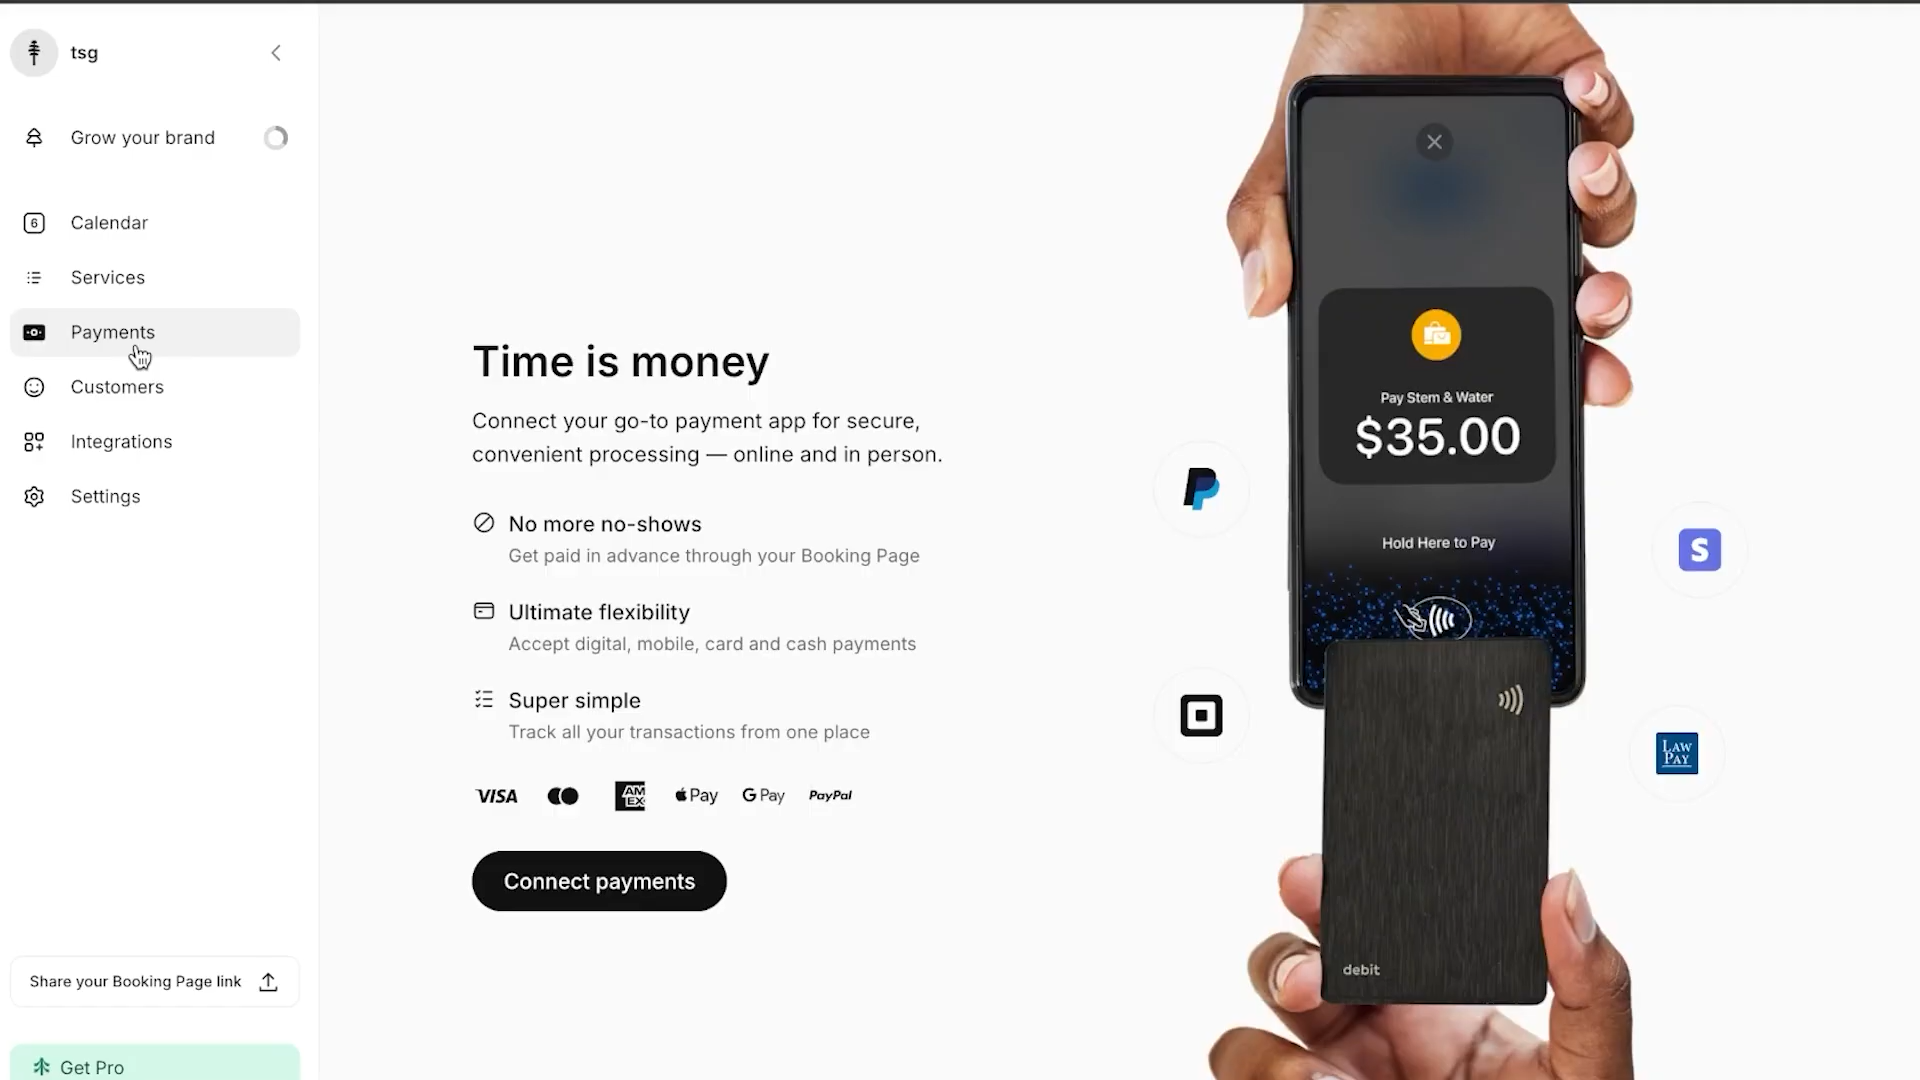 tsg
Grow your brand
6
Calendar
Services
Payments
Customers
Integrations
Settings
Share your Booking Page link
Get Pro
Time is money
Connect your go-to payment app for secure,
convenient processing — online and in person.
No more no-shows
Get paid in advance through your Booking Page
Ultimate flexibility
Accept digital, mobile, card and cash payments
Super simple
Track all your transactions from one place
VISA
AM
EX
Pay
G Pay
PayPal
Connect payments
Pay Stem & Water
$35.00
Hold Here to Pay
S
LAW
PAY
debit